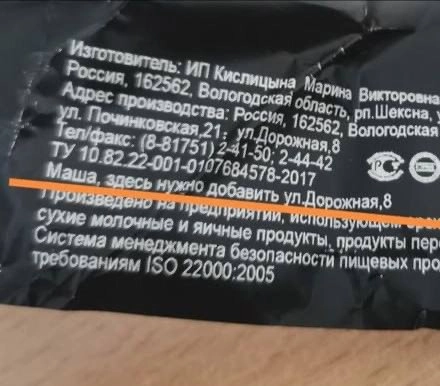 Изготовитель: ИП Кислицына Марина Викторовна
Россия, 162562, Вологодская область, рп.Шексна,
Адрес производства: Россия, 162562, Вологодская
ул. Починковская,21; ул.Дорожная,8
Тел/факс: (8-81751) 2-41-50; 2-44-42
ТУ 10.82.22-001-0107684578-2017
Маша, здесь нужно добавить ул.Дорожная,8
Произведено на предприятии, использующем
сухие молочные и яичные продукты, продукты пер
Система менеджмента безопасности пищевых про
требованиям ISO 22000:2005